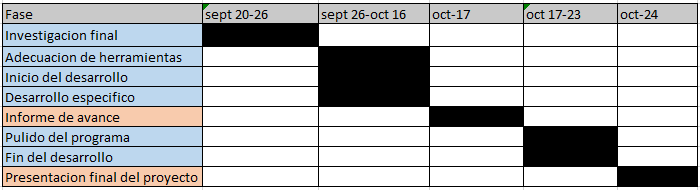 Fase sept 20-26 sept 26-oct 16 oct-17 oct 17-23 oct-24
Investigacion final
Adecuacion de herramientas
Inicio del desarrollo
Desarrollo especifico
Informe de avance
Pulido del programa
Fin del desarrollo
Presentacion final del proyecto